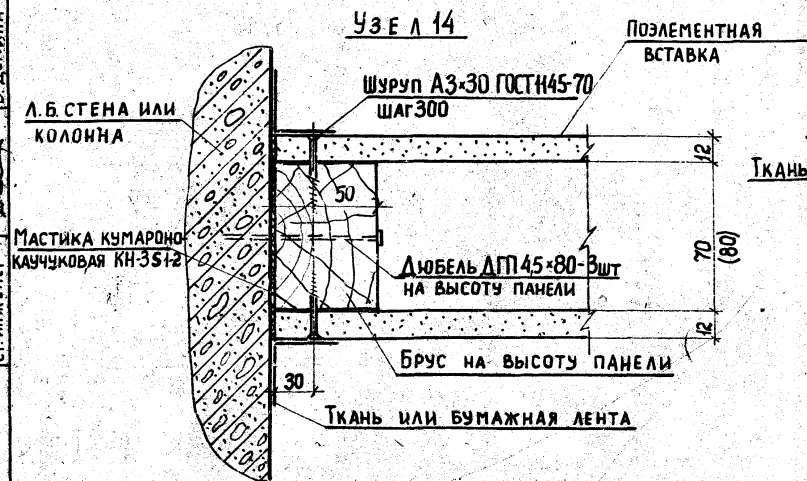 УЗЕЛ 14
ПОЭЛЕМЕНТНАЯ
ВСТАВКА
ШУРУП А3×30 ГОСТ 1145-70
ШАГ 300
Л.Б. СТЕНА ИЛИ
КОЛОННА
12
ТКАНЬ
50
МАСТИКА КУМАРОНО
КАУЧУКОВАЯ КН-3 §1-2
ДЮБЕЛЬ ДГП 4,5×80-3шт
НА ВЫСОТУ ПАНЕЛИ
70
(80)
12
БРУС НА ВЫСОТУ ПАНЕЛИ
30
ТКАНЬ ИЛИ БУМАЖНАЯ ЛЕНТА